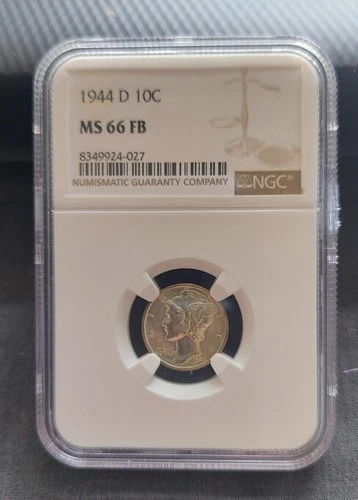 1944 D 10C
MS 66 FB
8349924-027
NUMISMATIC GUARANTY COMPANY
NGC®